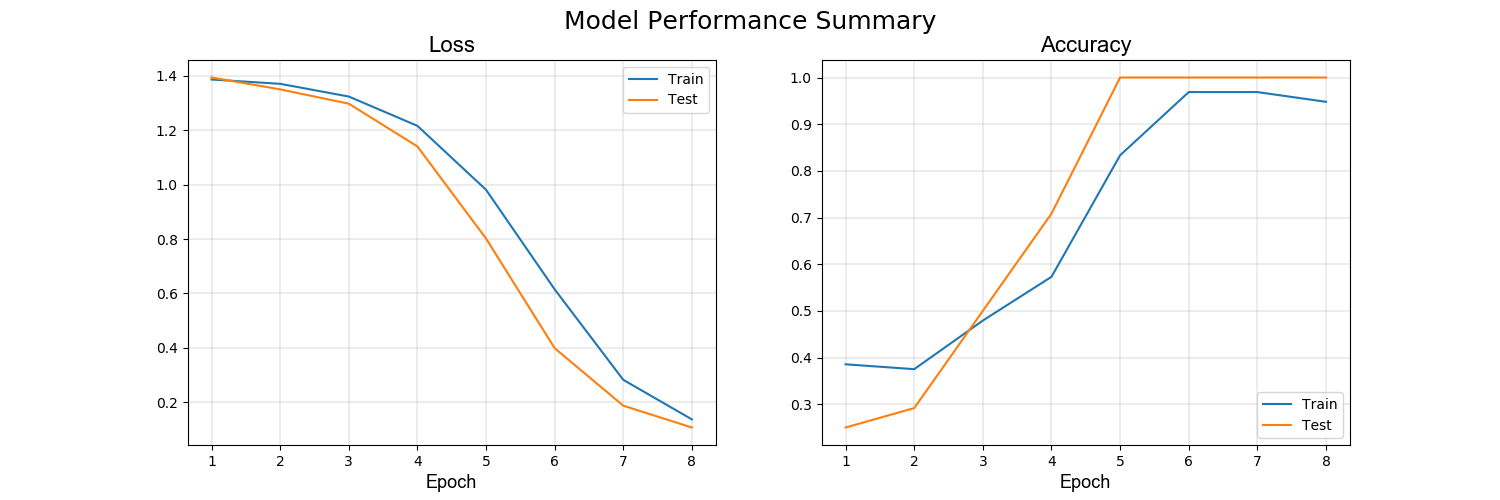 Model Performance Summary
Loss
1.4
1.2
1.0
0.8
0.6
0.4
0.2
Train
Test
1 2 3 4 5 6 7 8
Epoch
Accuracy
1.0
0.9
0.8
0.7
0.6
0.5
0.4
0.3
Train
Test
1 2 3 4 5 6 7 8
Epoch